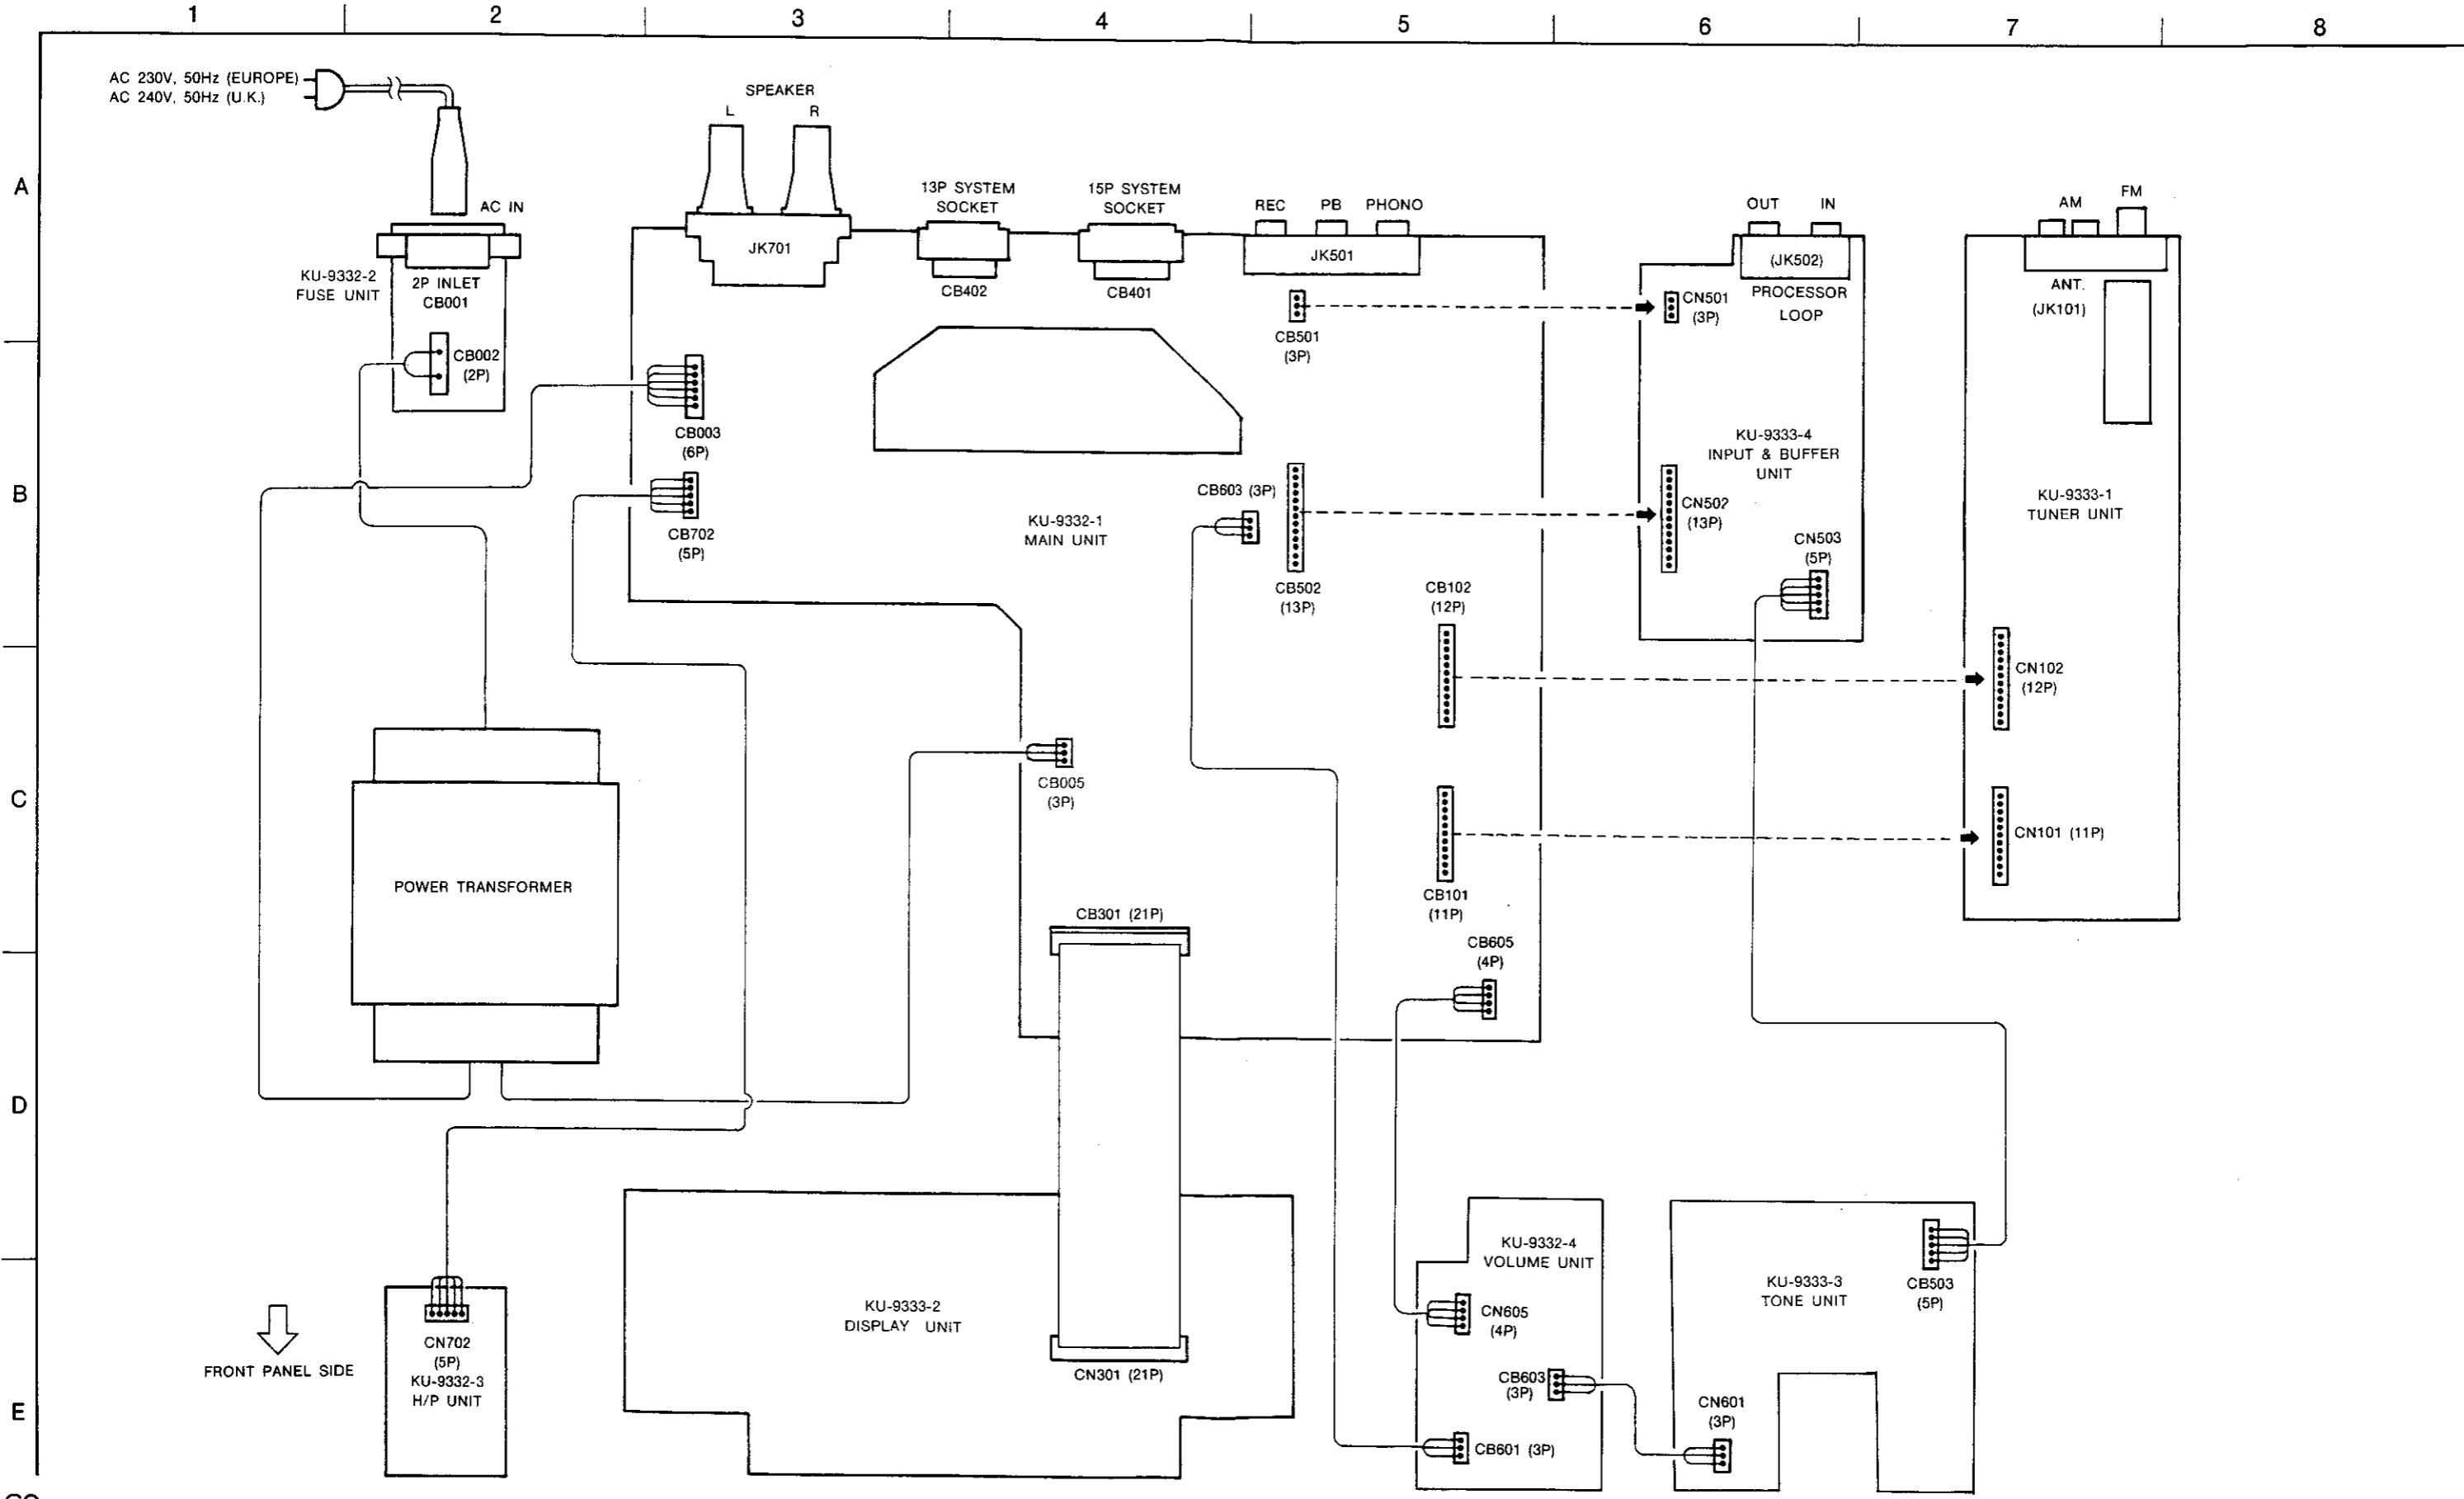 1
2
3
4
5
6
7
8
A
B
C
D
E
AC 230V, 50Hz (EUROPE)
AC 240V, 50Hz (U.K.)
AC IN
KU-9332-2
FUSE UNIT
2P INLET
CB001
CB002
(2P)
SPEAKER
L
R
JK701
13P SYSTEM
SOCKET
CB402
15P SYSTEM
SOCKET
CB401
REC
PB
PHONO
JK501
CB501
(3P)
OUT
IN
(JK502)
PROCESSOR
LOOP
CN501
(3P)
AM
FM
ANT.
(JK101)
CB003
(6P)
CB702
(5P)
KU-9332-1
MAIN UNIT
CB603 (3P)
CB502
(13P)
CB102
(12P)
KU-9333-4
INPUT & BUFFER
UNIT
CN502
(13P)
CN503
(5P)
KU-9333-1
TUNER UNIT
CN102
(12P)
CN101 (11P)
CB005
(3P)
POWER TRANSFORMER
CB101
(11P)
CB301 (21P)
CB605
(4P)
FRONT PANEL SIDE
CN702
(5P)
KU-9332-3
H/P UNIT
KU-9333-2
DISPLAY UNIT
CN301 (21P)
KU-9332-4
VOLUME UNIT
CN605
(4P)
CB603
(3P)
CB601 (3P)
KU-9333-3
TONE UNIT
CB503
(5P)
CN601
(3P)